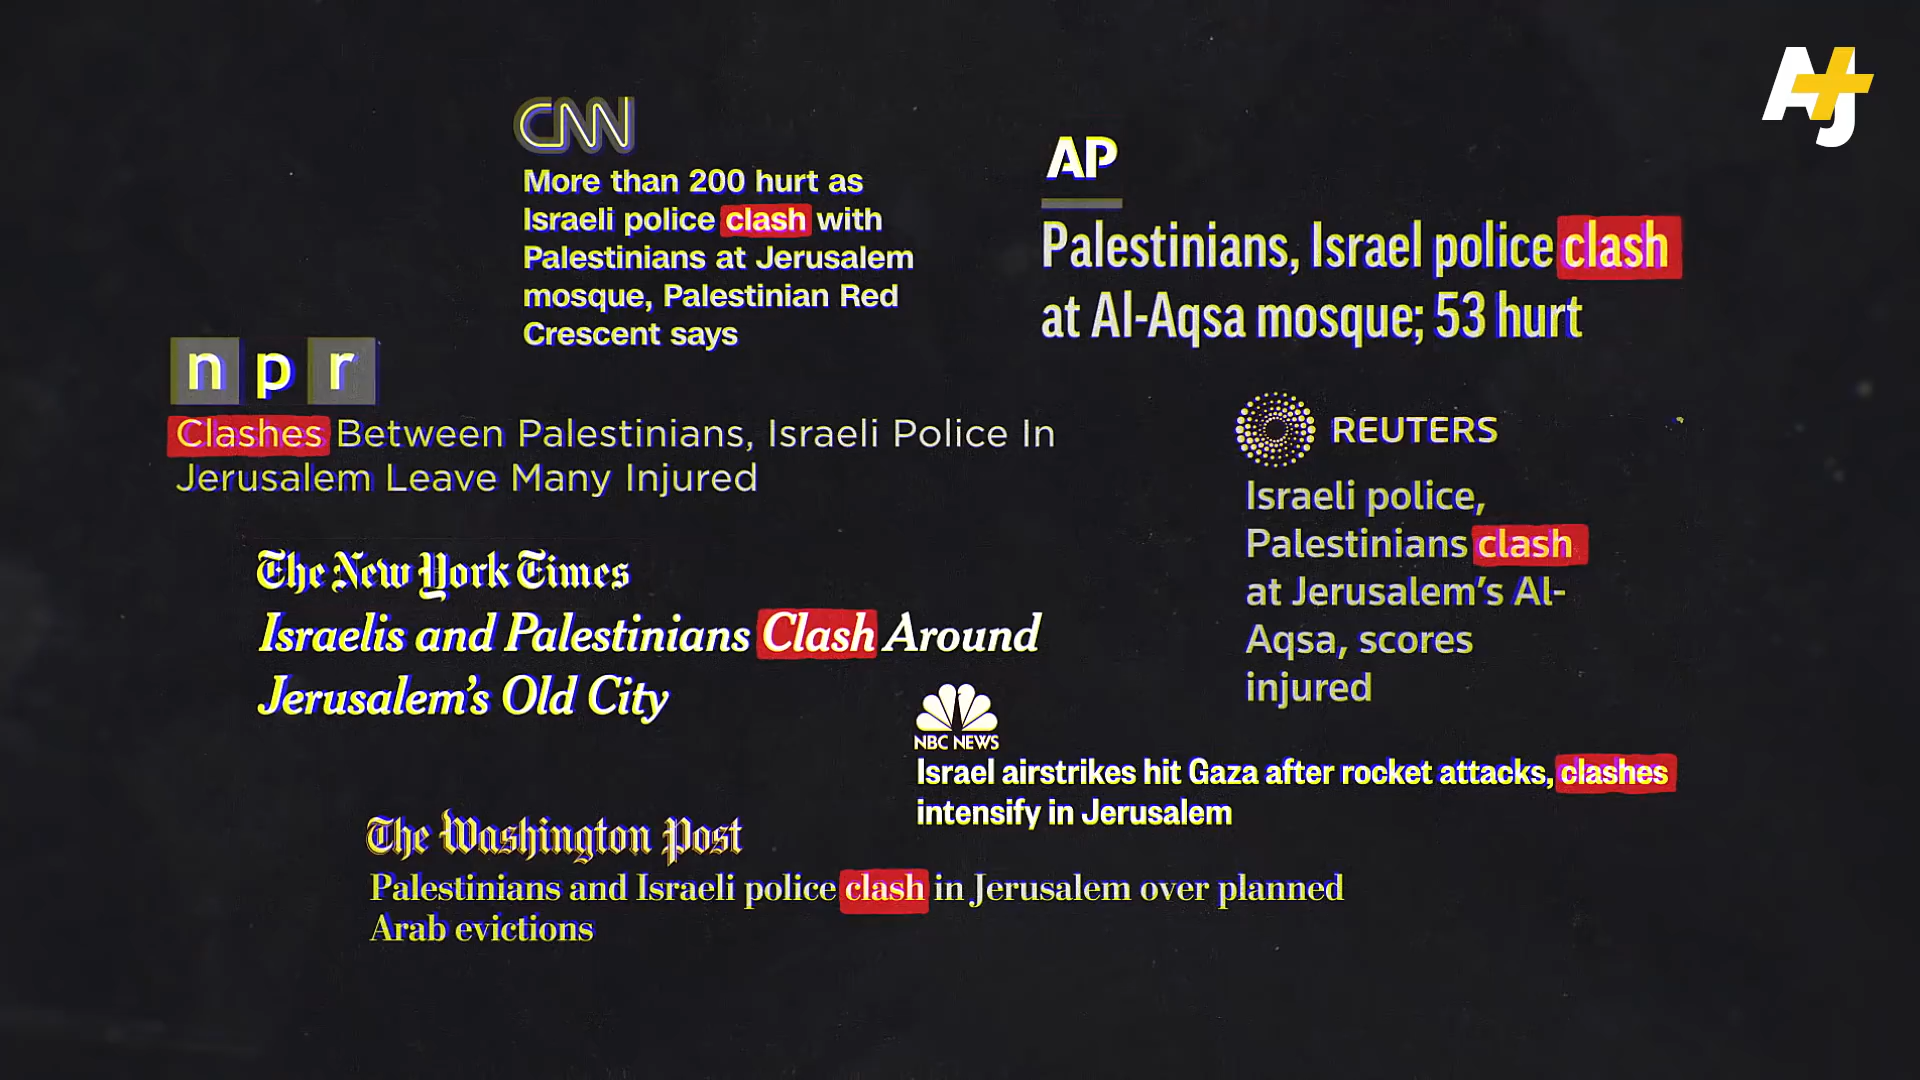 CNN
More than 200 hurt as
Israeli police clash with
Palestinians at Jerusalem
mosque, Palestinian Red
Crescent says
AP
Palestinians, Israel police clash
at Al-Aqsa mosque; 53 hurt
AJ+
npr
Clashes Between Palestinians, Israeli Police In
Jerusalem Leave Many Injured
REUTERS
Israeli police,
Palestinians clash
at Jerusalem's Al-
Aqsa, scores
injured
The New York Times
Israelis and Palestinians Clash Around
Jerusalem's Old City
NBC NEWS
Israel airstrikes hit Gaza after rocket attacks, clashes
intensify in Jerusalem
The Washington Post
Palestinians and Israeli police clash in Jerusalem over planned
Arab evictions